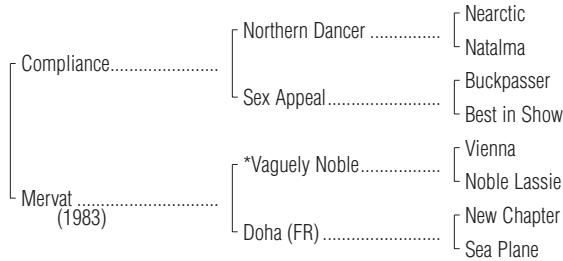 Nearctic
Northern Dancer ...............
Natalma
Compliance.......................
Buckpasser
Sex Appeal........................
Best in Show
Vienna
*Vaguely Noble.................
Noble Lassie
Mervat ..............................
(1983)
New Chapter
Doha (FR) .........................
Sea Plane